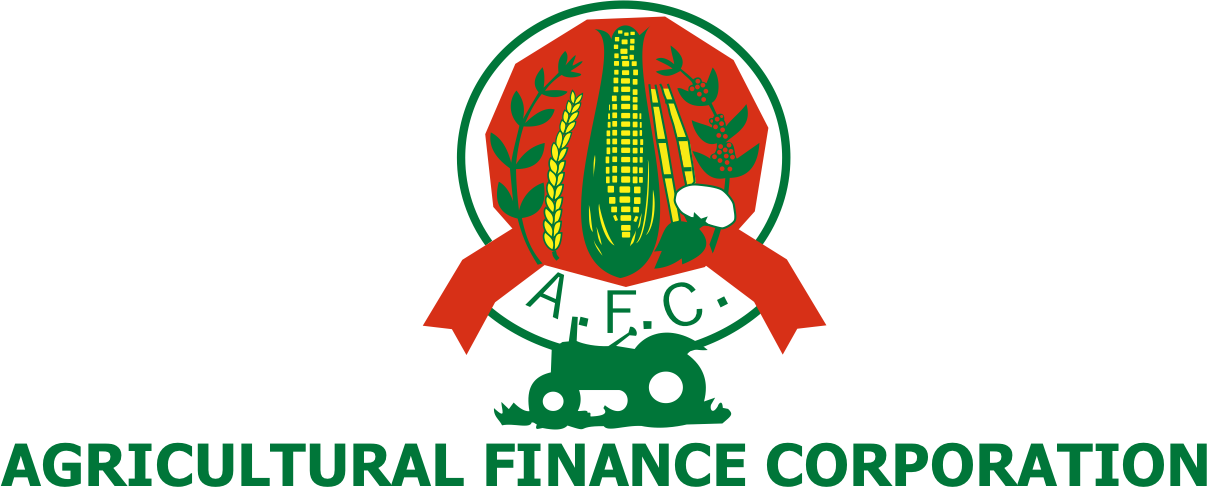 A.F.C.
AGRICULTURAL FINANCE CORPORATION